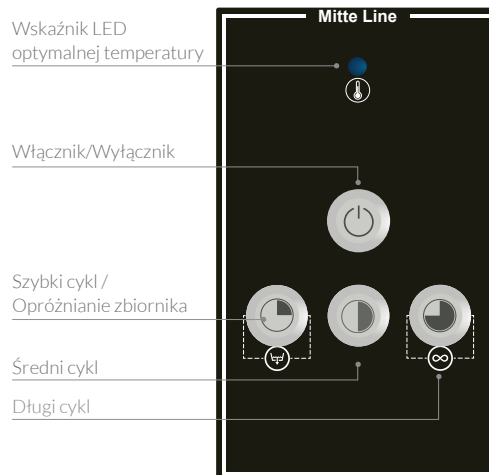 Mitte Line
Wskaźnik LED
optymalnej temperatury
Włącznik/Wyłącznik
Szybki cykl /
Opróżnianie zbiornika
Średni cykl
Długi cykl